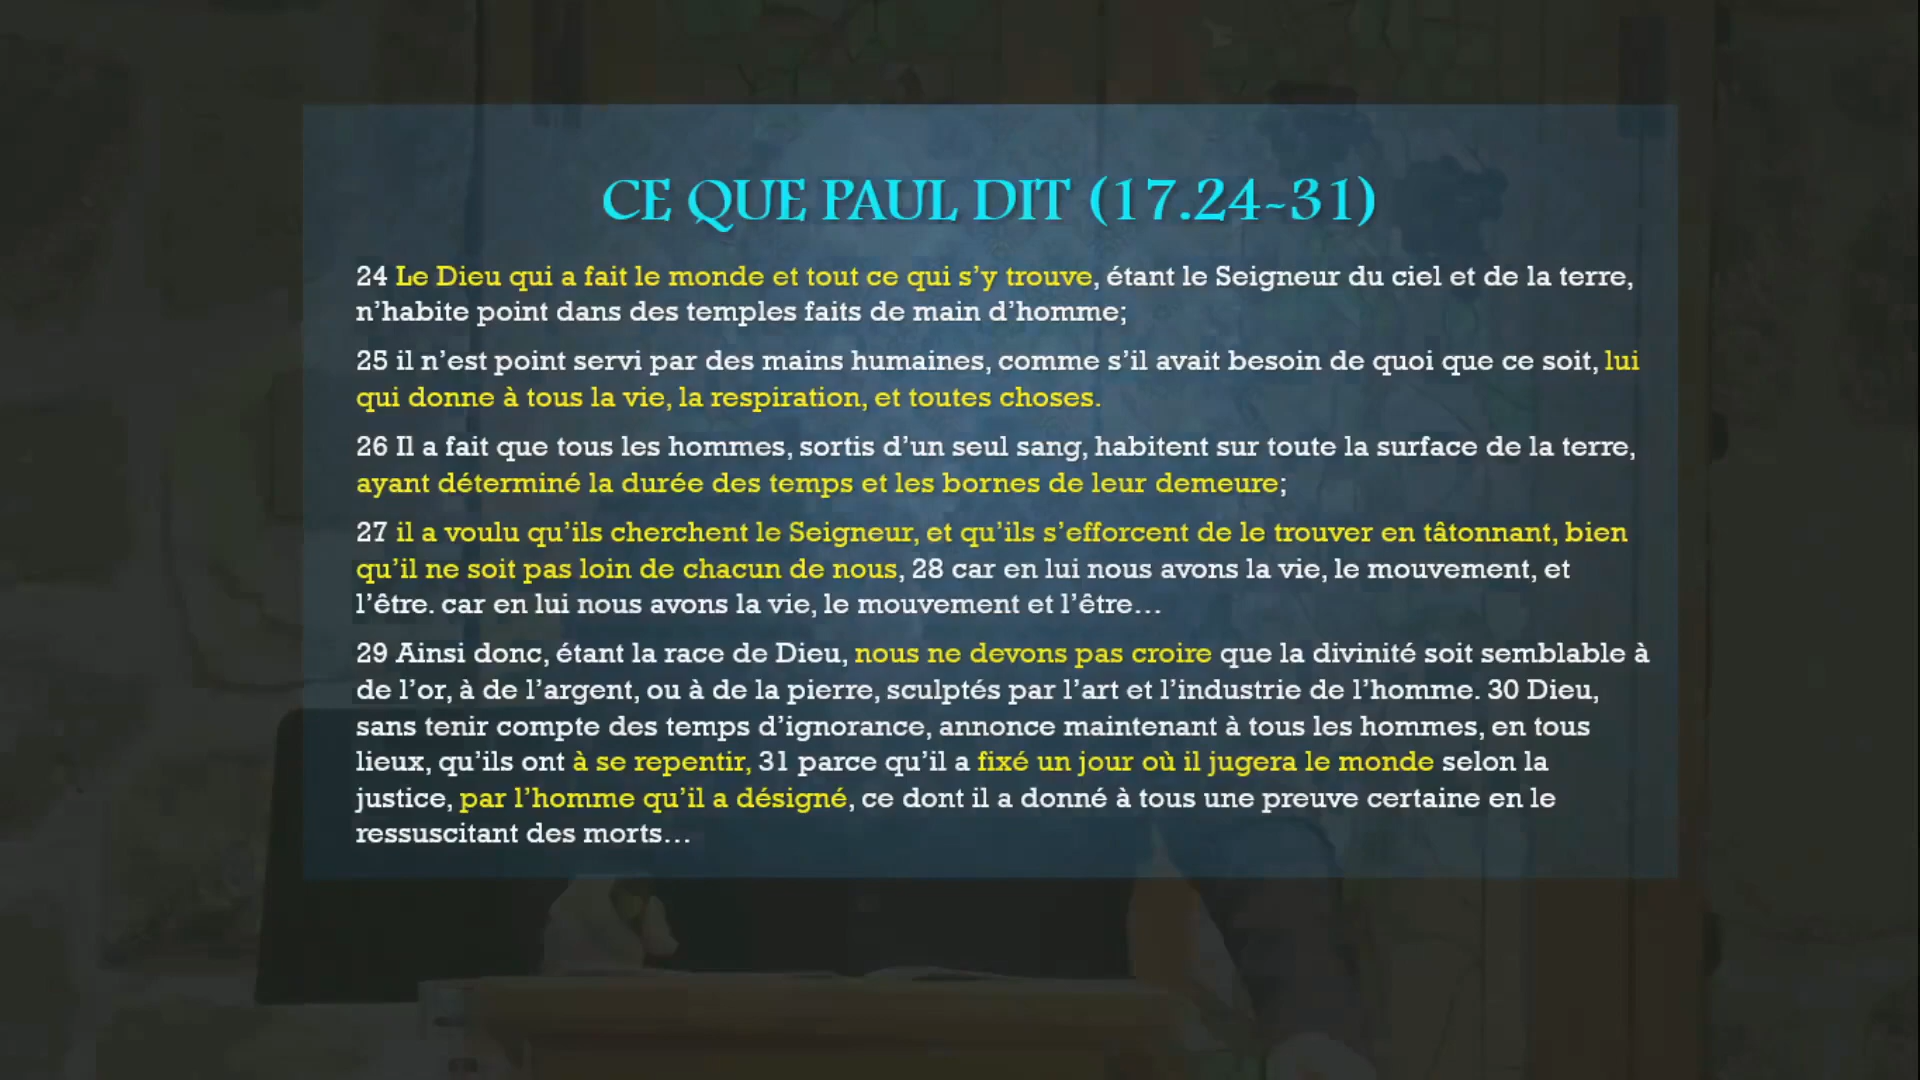 CE QUE PAUL DIT (17.24~31)
24 Le Dieu qui a fait le monde et tout ce qui s’y trouve, étant le Seigneur du ciel et de la terre,
n’habite point dans des temples faits de main d’homme;
25 il n’est point servi par des mains humaines, comme s’il avait besoin de quoi que ce soit, lui
qui donne à tous la vie, la respiration, et toutes choses.
26 Il a fait que tous les hommes, sortis d’un seul sang, habitent sur toute la surface de la terre,
ayant déterminé la durée des temps et les bornes de leur demeure;
27 il a voulu qu’ils cherchent le Seigneur, et qu’ils s’efforcent de le trouver en tâtonnant, bien
qu’il ne soit pas loin de chacun de nous, 28 car en lui nous avons la vie, le mouvement, et
l’être. car en lui nous avons la vie, le mouvement et l’être…
29 Ainsi donc, étant la race de Dieu, nous ne devons pas croire que la divinité soit semblable à
de l’or, à de l’argent, ou à de la pierre, sculptés par l’art et l’industrie de l’homme. 30 Dieu,
sans tenir compte des temps d’ignorance, annonce maintenant à tous les hommes, en tous
lieux, qu’ils ont à se repentir, 31 parce qu’il a fixé un jour où il jugera le monde selon la
justice, par l’homme qu’il a désigné, ce dont il a donné à tous une preuve certaine en le
ressuscitant des morts…